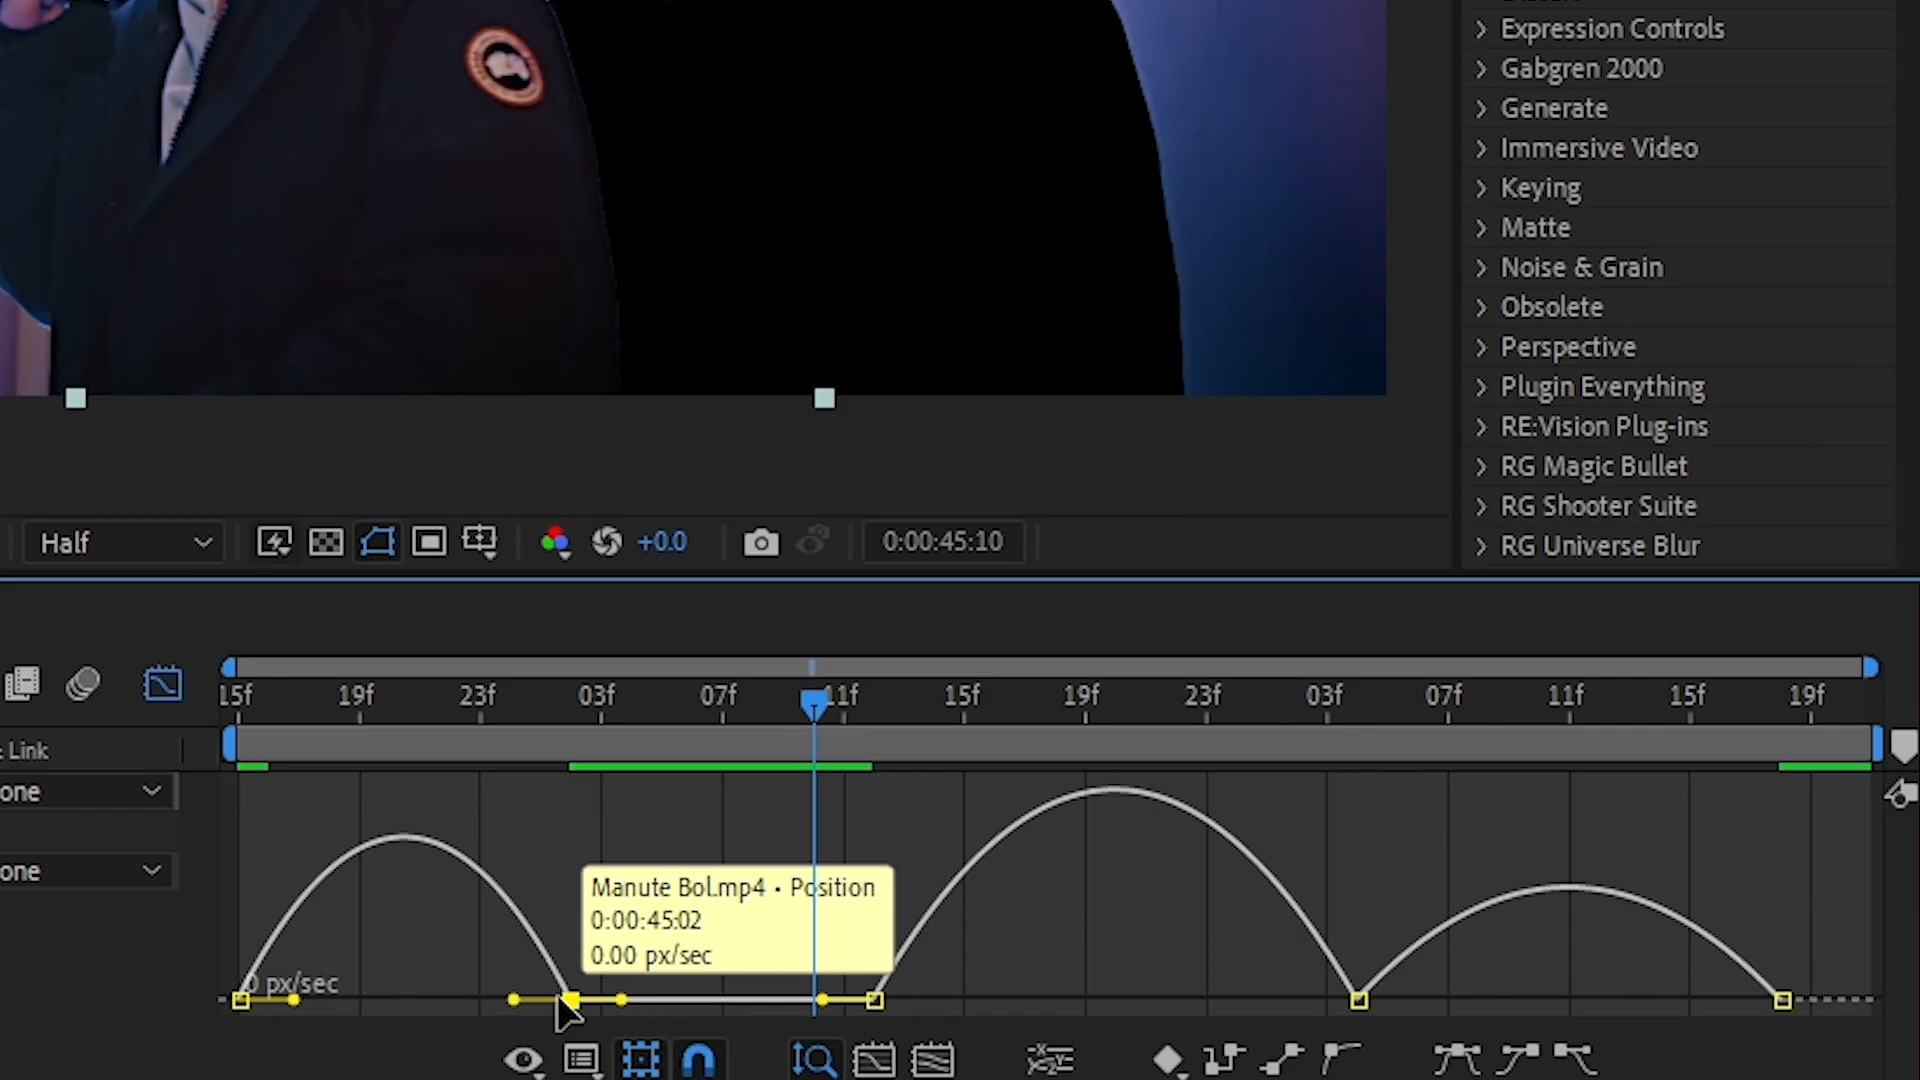 Expression Controls
Gabgren 2000
Generate
Immersive Video
Keying
Matte
Noise & Grain
Obsolete
Perspective
Plugin Everything
RE:Vision Plug-ins
RG Magic Bullet
RG Shooter Suite
RG Universe Blur
Half
+0.0
0:00:45:10
15f 19f 23f 03f 07f 11f 15f 19f 23f 03f 07f 11f 15f 19f
Link
one
one
Manute Bol.mp4 • Position
0:00:45:02
0.00 px/sec
0 px/sec